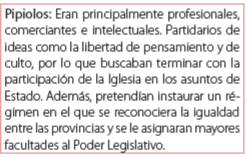 Pipiolos: Eran principalmente profesionales,
comerciantes e intelectuales. Partidarios de
ideas como la libertad de pensamiento y de
culto, por lo que buscaban terminar con la
participación de la Iglesia en los asuntos de
Estado. Además, pretendían instaurar un ré-
gimen en el que se reconociera la igualdad
entre las provincias y se le asignaran mayores
facultades al Poder Legislativo.